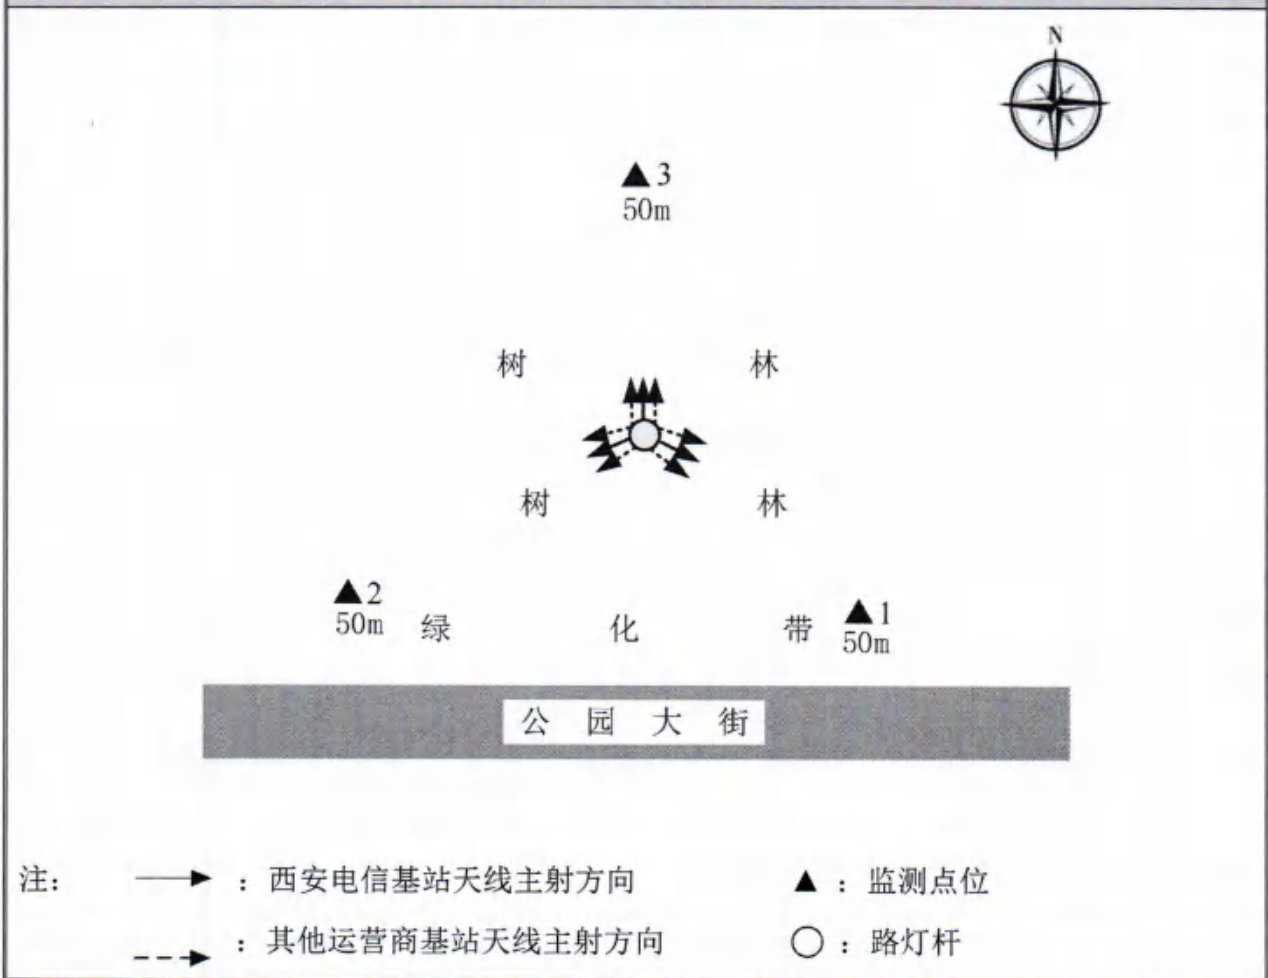 N
▲3
50m
树 林
树 林
▲2
50m
▲1
50m
绿 化 带
公 园 大 街
注： ：西安电信基站天线主射方向 ▲：监测点位
：其他运营商基站天线主射方向 ：路灯杆